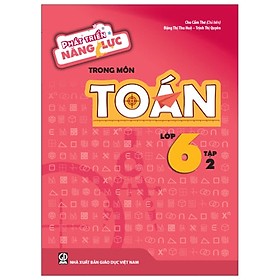 Chu Cẩm Thơ (Chủ biên)
Đặng Thị Thu Huệ - Trịnh Thị Quyên
PHÁT TRIỂN
NĂNG LỰC
TRONG MÔN
TOÁN
LỚP
6
TẬP
2
NHÀ XUẤT BẢN GIÁO DỤC VIỆT NAM